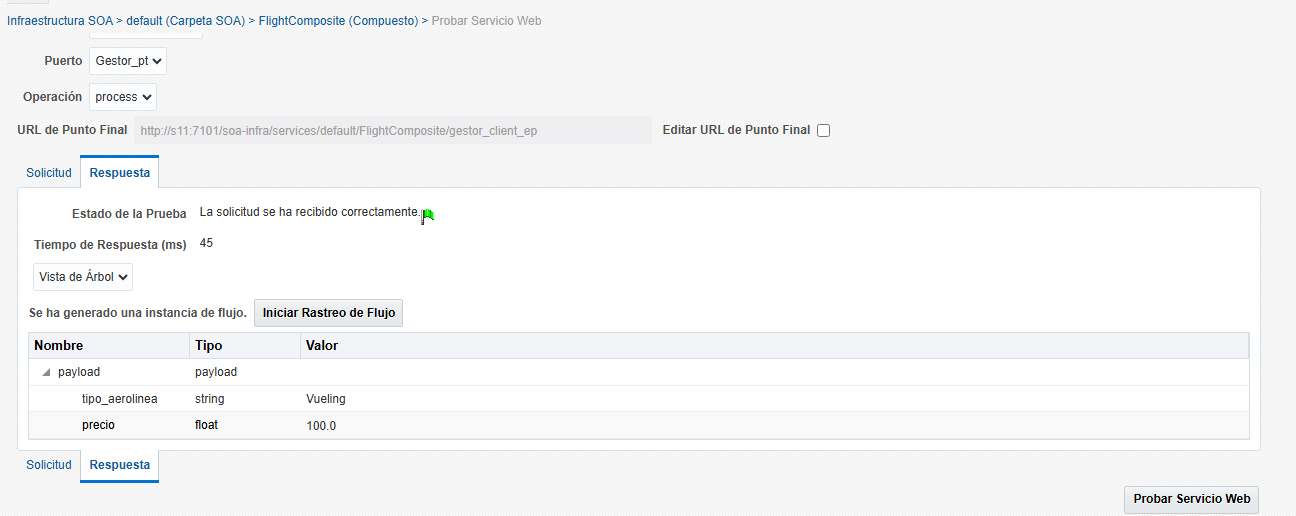 Infraestructura SOA > default (Carpeta SOA) > FlightComposite (Compuesto) > Probar Servicio Web
Puerto Gestor_pt
Operación process
URL de Punto Final http://s11:7101/soa-infra/services/default/FlightComposite/gestor_client_ep Editar URL de Punto Final
Solicitud Respuesta
Estado de la Prueba La solicitud se ha recibido correctamente.
Tiempo de Respuesta (ms) 45
Vista de Árbol
Se ha generado una instancia de flujo. Iniciar Rastreo de Flujo
Nombre Tipo Valor
payload payload
tipo_aerolinea string Vueling
precio float 100.0
Solicitud Respuesta
Probar Servicio Web